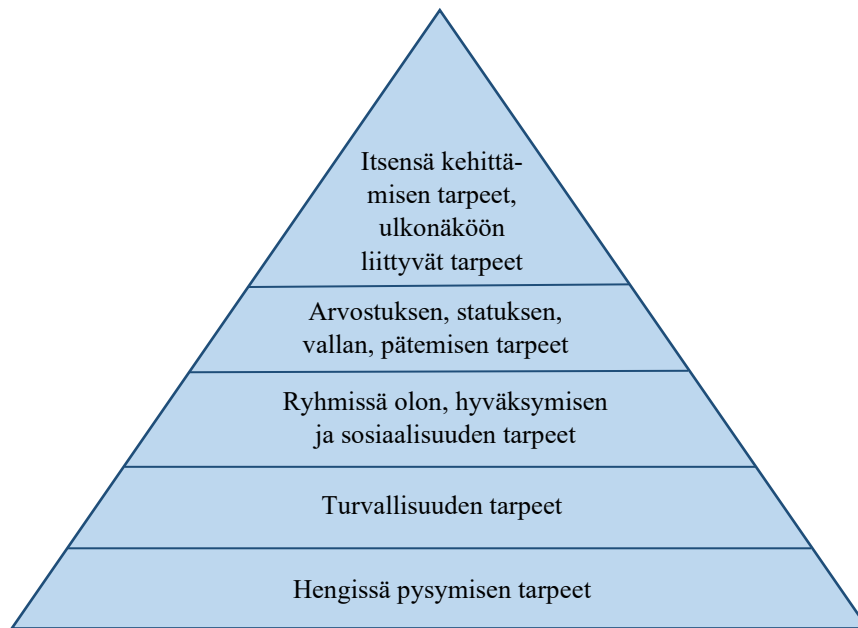 Itsensä kehittä-
misen tarpeet,
ulkonäköön
liittyvät tarpeet
Arvostuksen, statuksen,
vallan, pätemisen tarpeet
Ryhmissä olon, hyväksymisen
ja sosiaalisuuden tarpeet
Turvallisuuden tarpeet
Hengissä pysymisen tarpeet